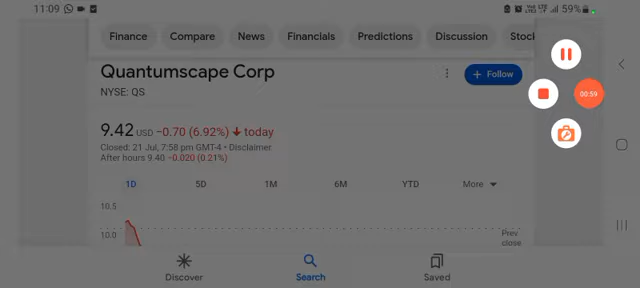 11:09 59%
Finance Compare News Financials Predictions Discussion Stock
Quantumscape Corp
Follow
NYSE: QS
00:59
9.42 USD −0.70 (6.92%) today
Closed: 21 Jul, 7:58 pm GMT-4 • Disclaimer
After hours 9.40 −0.020 (0.21%)
1D 5D 1M 6M YTD More
10.5
10.0
Prev close
Discover Search Saved